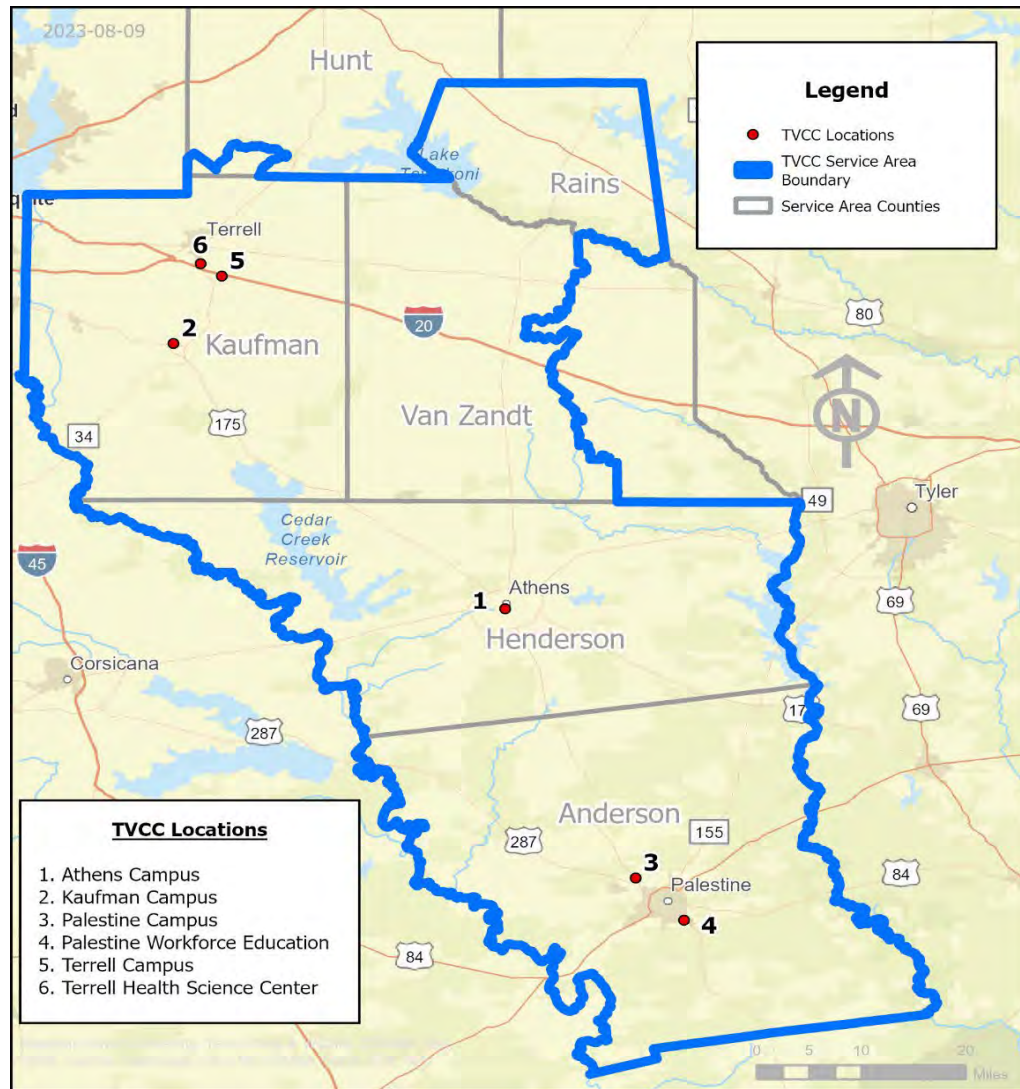 2023-08-09
Hunt
Legend
TVCC Locations
TVCC Service Area
Boundary
Service Area Counties
Lake
Rains
Terrell
6
5
2
Kaufman
20
80
N
Van Zandt
175
34
49
Tyler
Cedar
Creek
Reservoir
45
1
Athens
Henderson
69
Corsicana
287
17
69
Anderson
155
287
3
Palestine
84
4
84
TVCC Locations
1. Athens Campus
2. Kaufman Campus
3. Palestine Campus
4. Palestine Workforce Education
5. Terrell Campus
6. Terrell Health Science Center
0 5 10 20
Miles